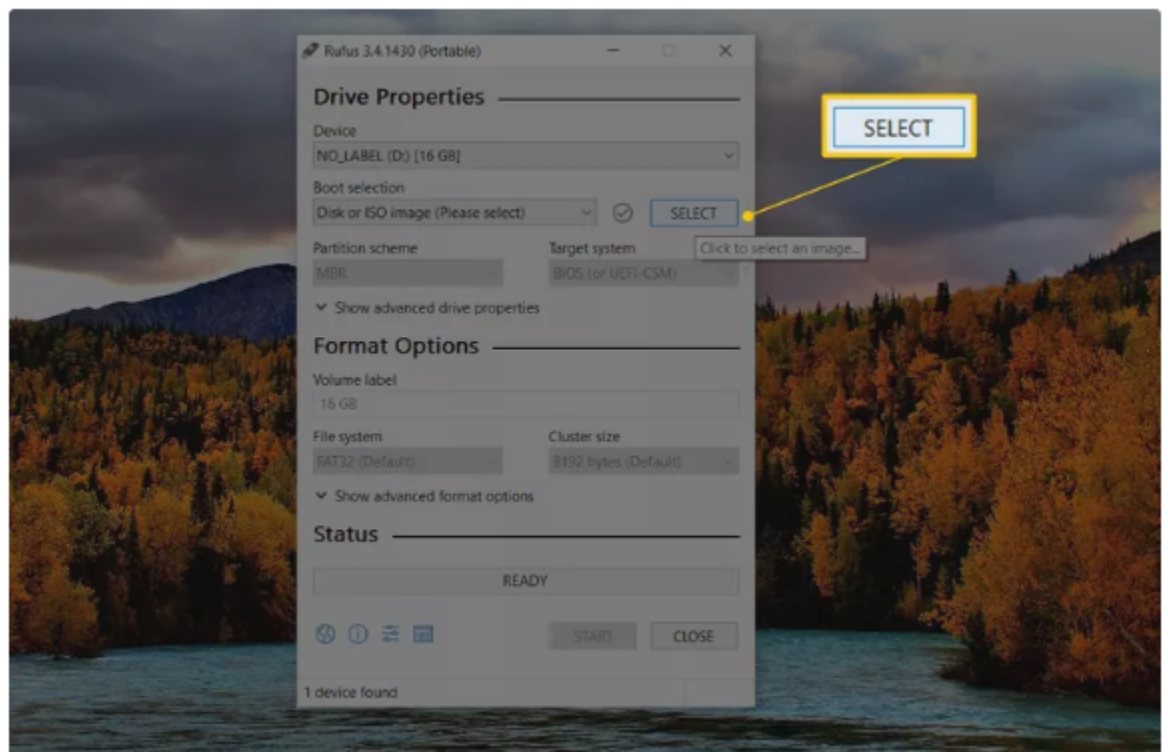 Rufus 3.4.1430 (Portable)
Drive Properties
SELECT
Device
NO_LABEL (D:) [16 GB]
Boot selection
Disk or ISO image (Please select)
SELECT
Partition scheme
Target system
Click to select an image...
MBR
BIOS (or UEFI-CSM)
?
Show advanced drive properties
Format Options
Volume label
16 GB
File system
Cluster size
FAT32 (Default)
8192 bytes (Default)
Show advanced format options
Status
READY
START
CLOSE
1 device found